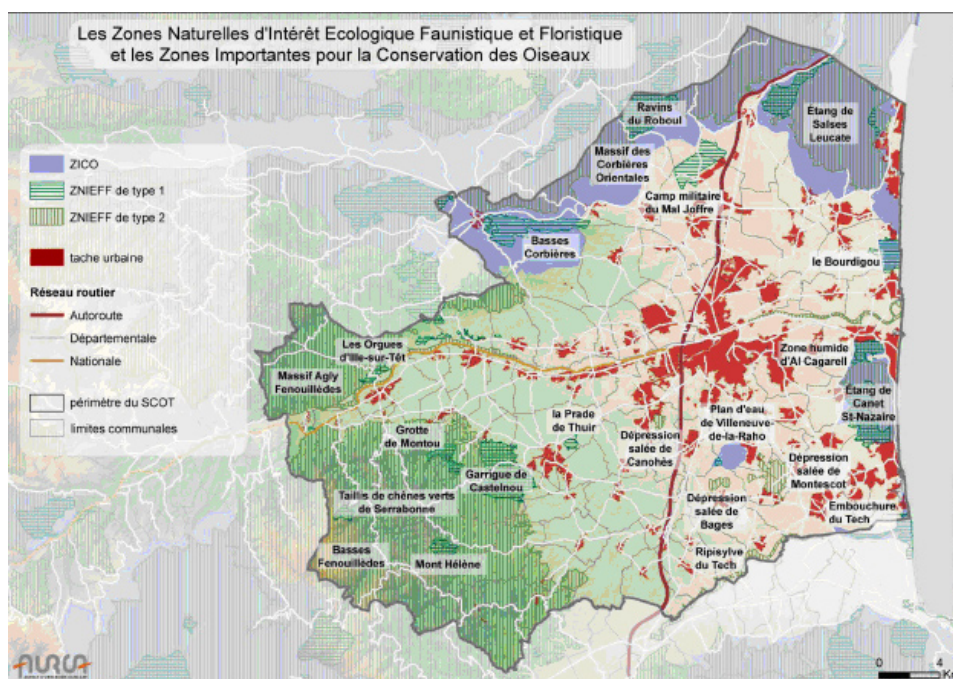 Les Zones Naturelles d'Intérêt Ecologique Faunistique et Floristique
et les Zones Importantes pour la Conservation des Oiseaux
ZICO
ZNIEFF de type 1
ZNIEFF de type 2
tache urbaine
Réseau routier
Autoroute
Départementale
Nationale
périmètre du SCOT
limites communales
Ravins
du Roboul
Étang de
Salses
Leucate
Massif des
Corbières
Orientales
Camp militaire
du Mal Joffre
Basses
Corbières
le Bourdigou
Les Orgues
d'Ille-sur-Têt
Zone humide
d'Al Cagarell
Massif Agly
Fenouillèdes
Étang de
Canet
St-Nazaire
Grotte
de Montou
la Prade
de Thuir
Plan d'eau
de Villeneuve-
de-la-Raho
Dépression
salée de
Canohès
Garrigue de
Castelnou
Dépression
salée de
Montescot
Taillis de chênes verts
de Serrabonne
Dépression
salée de
Bages
Embouchure
du Tech
Basses
Fenouillèdes
Mont Hélène
Ripisylve
du Tech
AURCA
0 4
Km